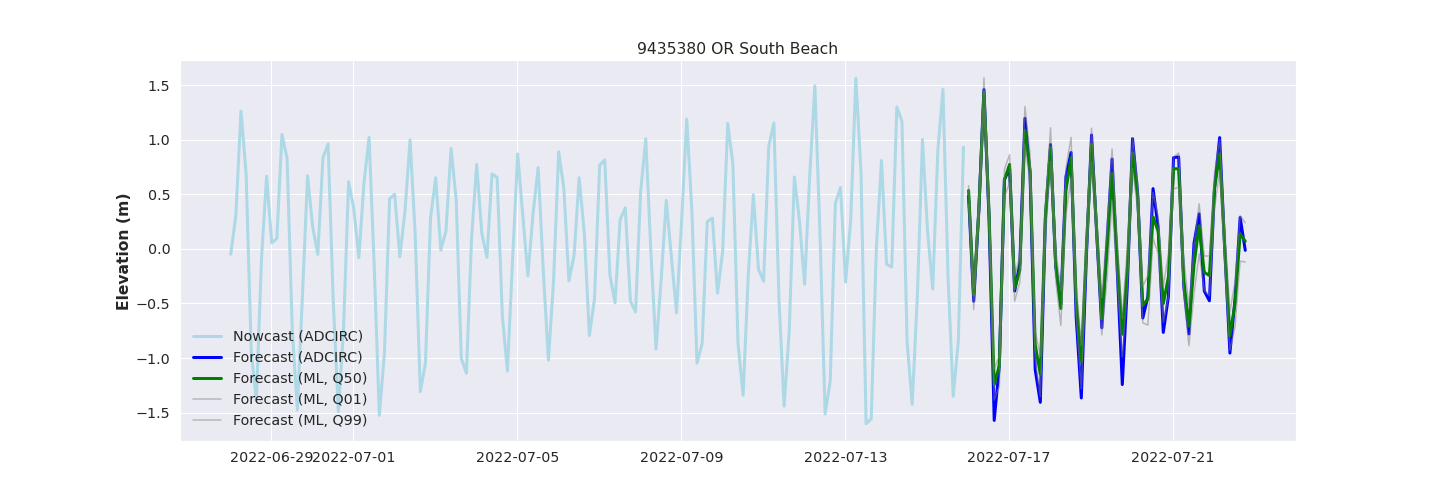 9435380 OR South Beach
Elevation (m)
1.5
1.0
0.5
0.0
−0.5
−1.0
−1.5
Nowcast (ADCIRC)
Forecast (ADCIRC)
Forecast (ML, Q50)
Forecast (ML, Q01)
Forecast (ML, Q99)
2022-06-29 2022-07-01 2022-07-05 2022-07-09 2022-07-13 2022-07-17 2022-07-21